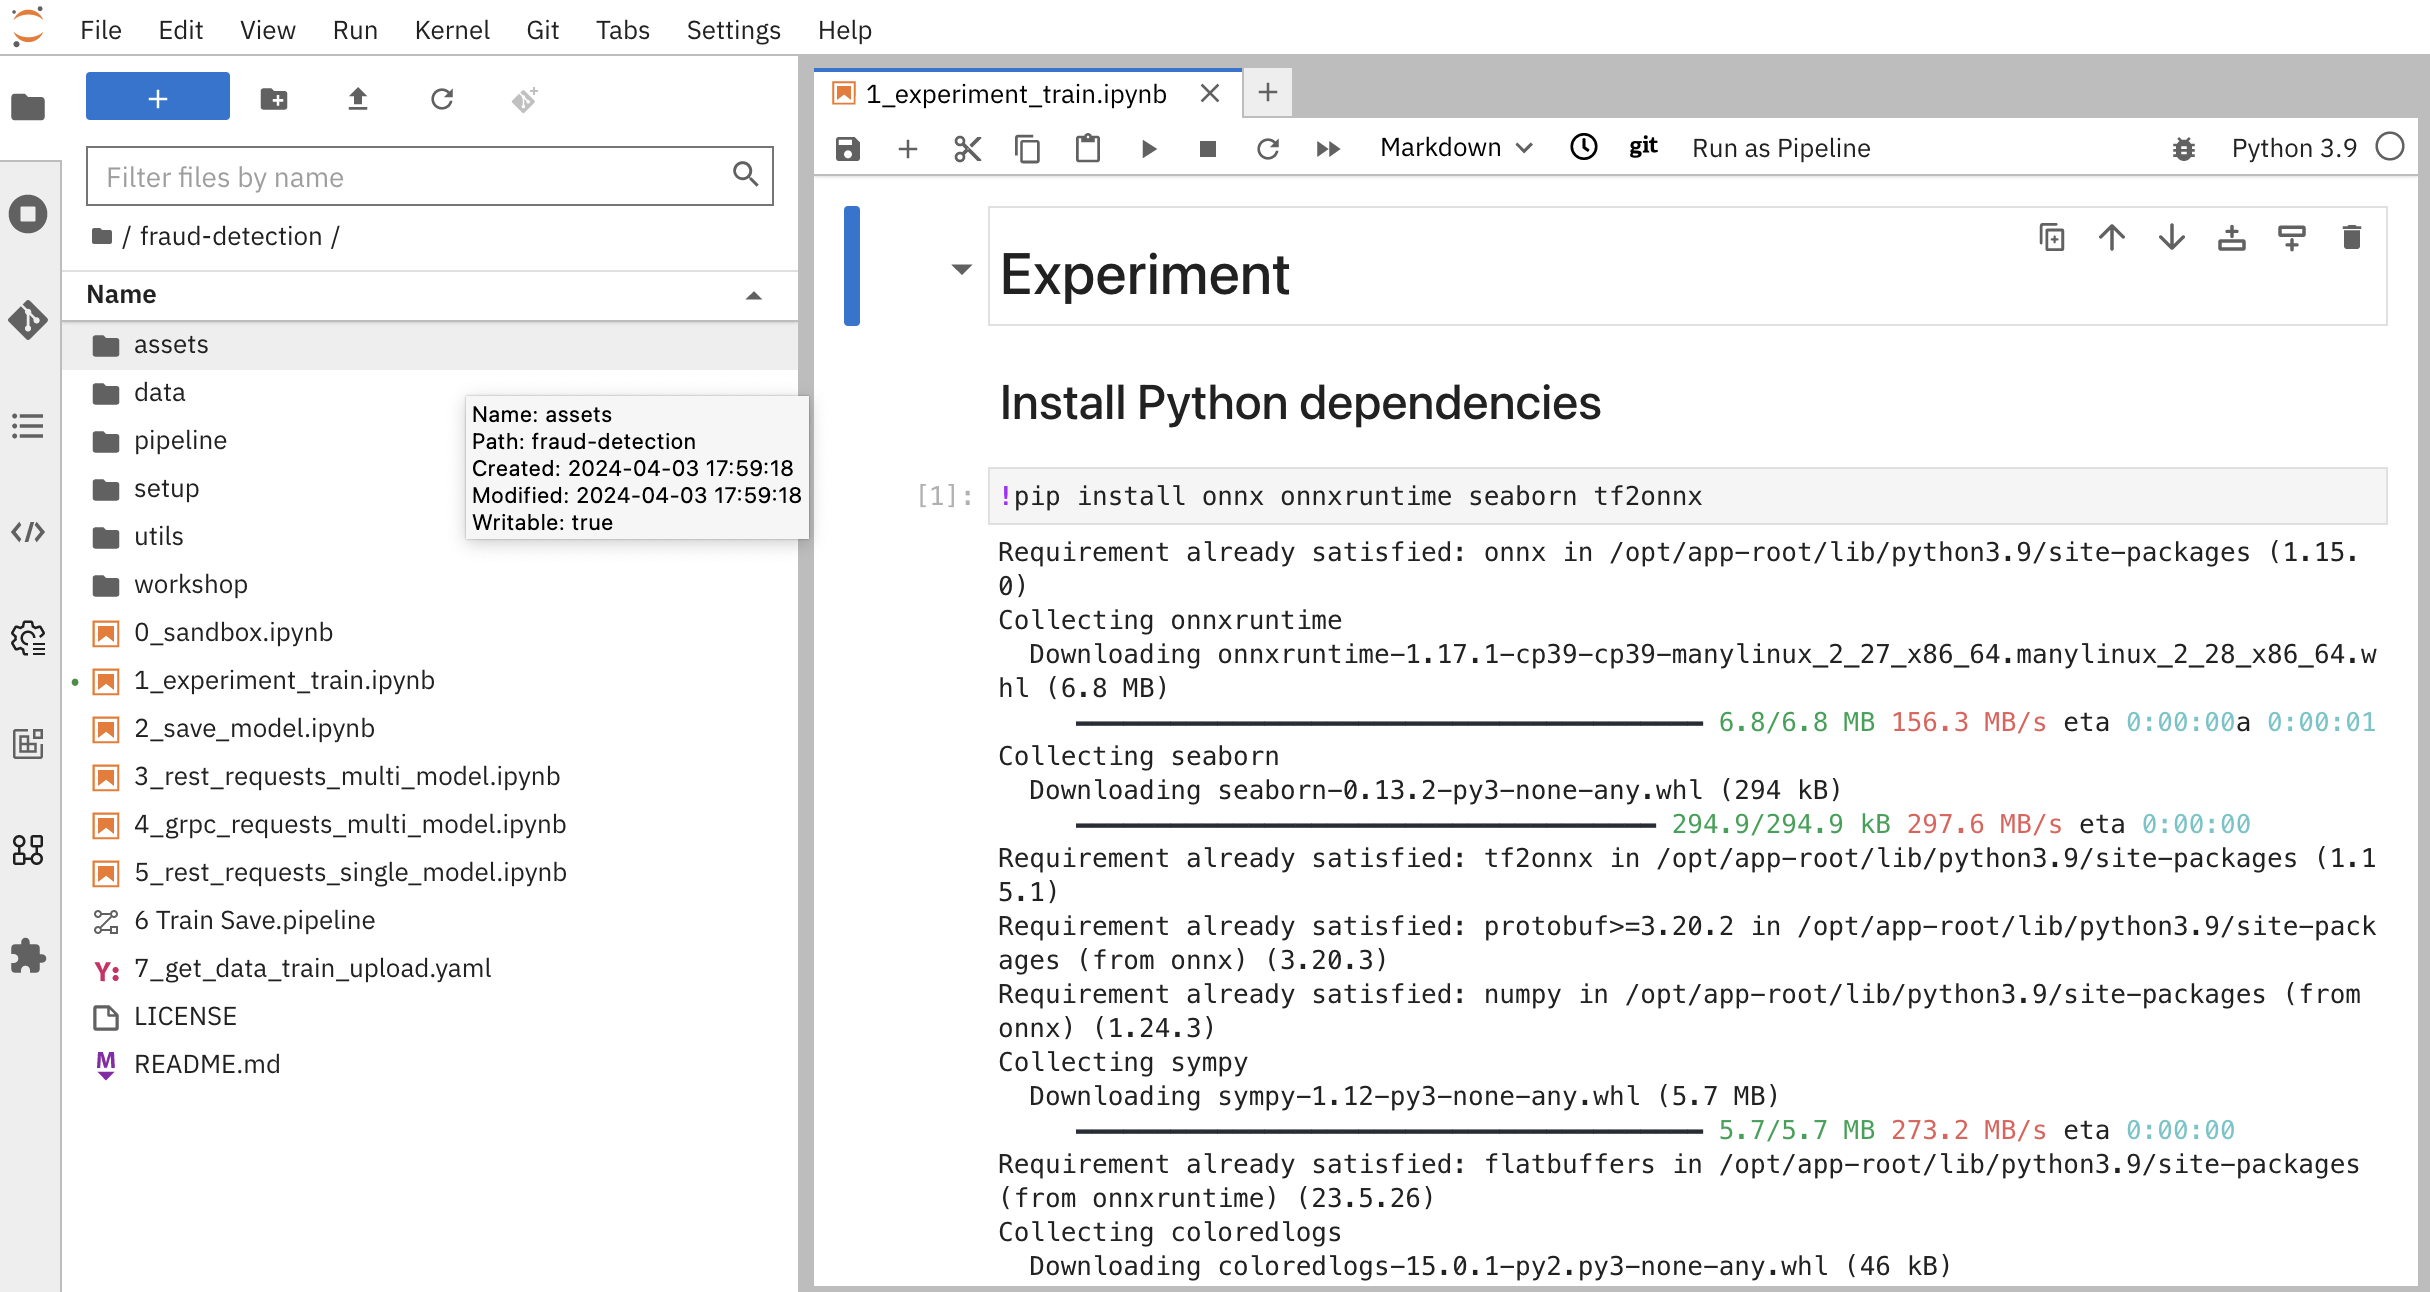 File Edit View Run Kernel Git Tabs Settings Help
Filter files by name
/ fraud-detection /
Name
assets
data
pipeline
setup
utils
workshop
0_sandbox.ipynb
1_experiment_train.ipynb
2_save_model.ipynb
3_rest_requests_multi_model.ipynb
4_grpc_requests_multi_model.ipynb
5_rest_requests_single_model.ipynb
6 Train Save.pipeline
Y: 7_get_data_train_upload.yaml
LICENSE
M README.md
Name: assets
Path: fraud-detection
Created: 2024-04-03 17:59:18
Modified: 2024-04-03 17:59:18
Writable: true
1_experiment_train.ipynb
Markdown git Run as Pipeline Python 3.9
Experiment
Install Python dependencies
[1]: !pip install onnx onnxruntime seaborn tf2onnx
Requirement already satisfied: onnx in /opt/app-root/lib/python3.9/site-packages (1.15.
0)
Collecting onnxruntime
Downloading onnxruntime-1.17.1-cp39-cp39-manylinux_2_27_x86_64.manylinux_2_28_x86_64.w
hl (6.8 MB)
6.8/6.8 MB 156.3 MB/s eta 0:00:00a 0:00:01
Collecting seaborn
Downloading seaborn-0.13.2-py3-none-any.whl (294 kB)
294.9/294.9 kB 297.6 MB/s eta 0:00:00
Requirement already satisfied: tf2onnx in /opt/app-root/lib/python3.9/site-packages (1.1
5.1)
Requirement already satisfied: protobuf>=3.20.2 in /opt/app-root/lib/python3.9/site-pack
ages (from onnx) (3.20.3)
Requirement already satisfied: numpy in /opt/app-root/lib/python3.9/site-packages (from
onnx) (1.24.3)
Collecting sympy
Downloading sympy-1.12-py3-none-any.whl (5.7 MB)
5.7/5.7 MB 273.2 MB/s eta 0:00:00
Requirement already satisfied: flatbuffers in /opt/app-root/lib/python3.9/site-packages
(from onnxruntime) (23.5.26)
Collecting coloredlogs
Downloading coloredlogs-15.0.1-py2.py3-none-any.whl (46 kB)